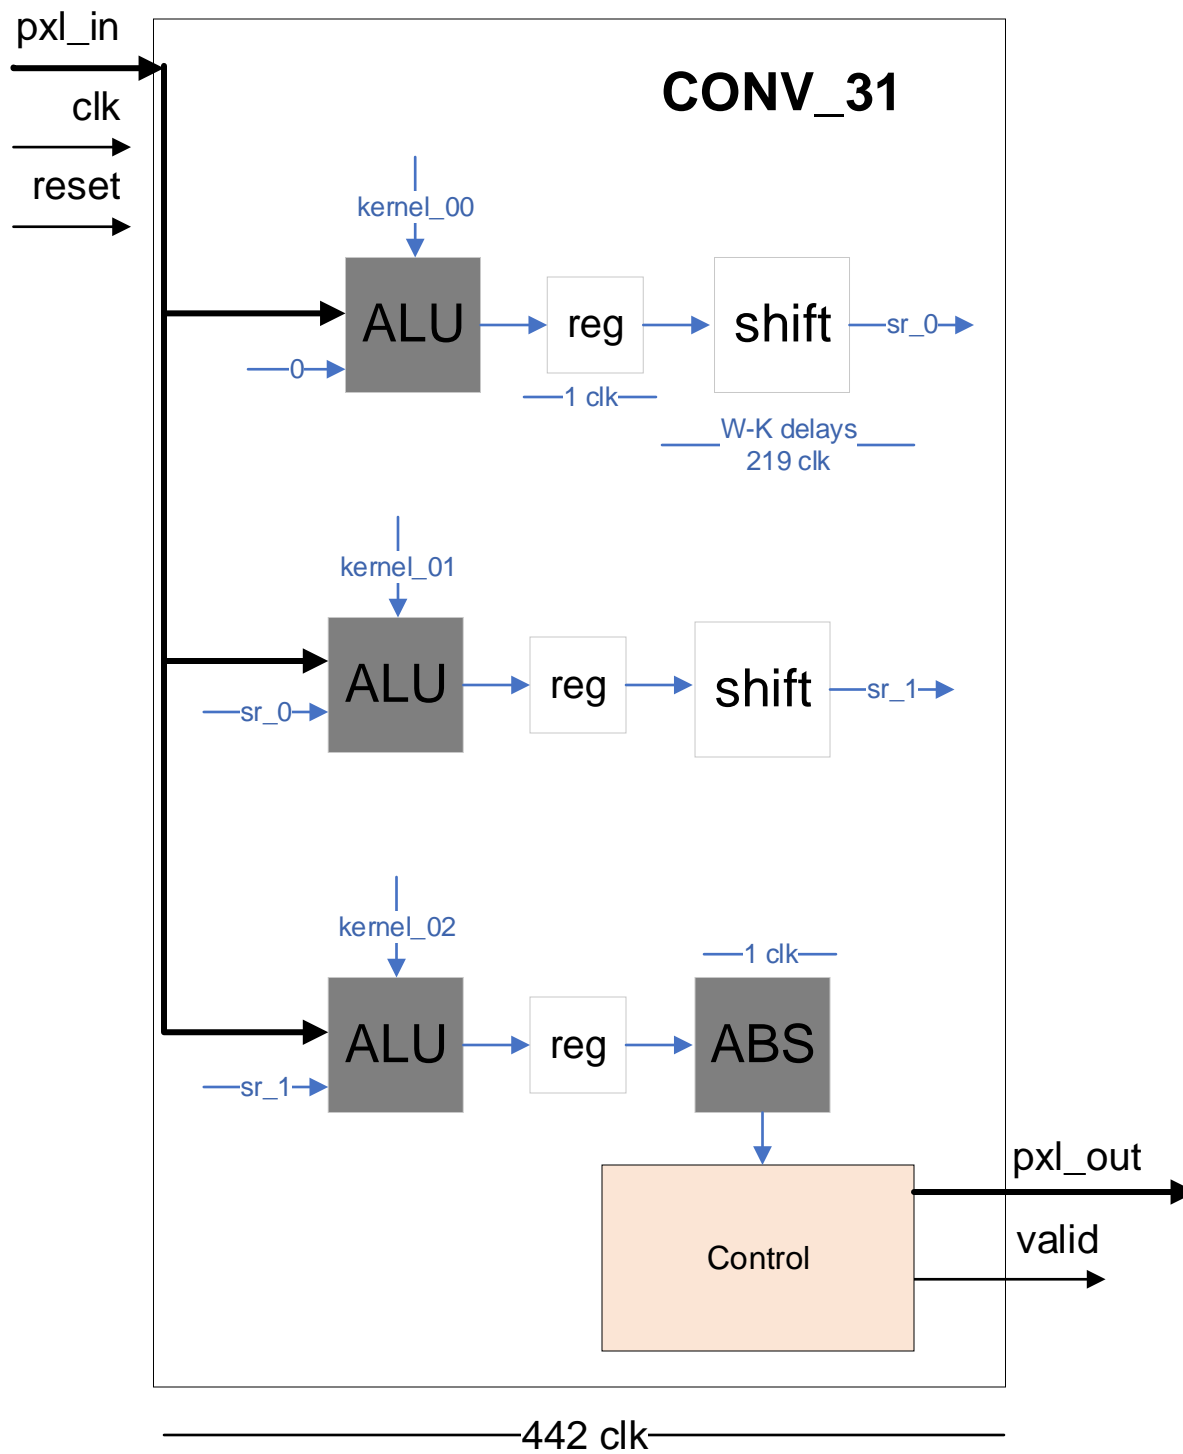 pxl_in
clk
reset
CONV_31
kernel_00
ALU
reg
shift
sr_0
0
1 clk
W-K delays
219 clk
kernel_01
ALU
reg
shift
sr_1
sr_0
kernel_02
1 clk
ALU
reg
ABS
sr_1
pxl_out
valid
Control
442 clk